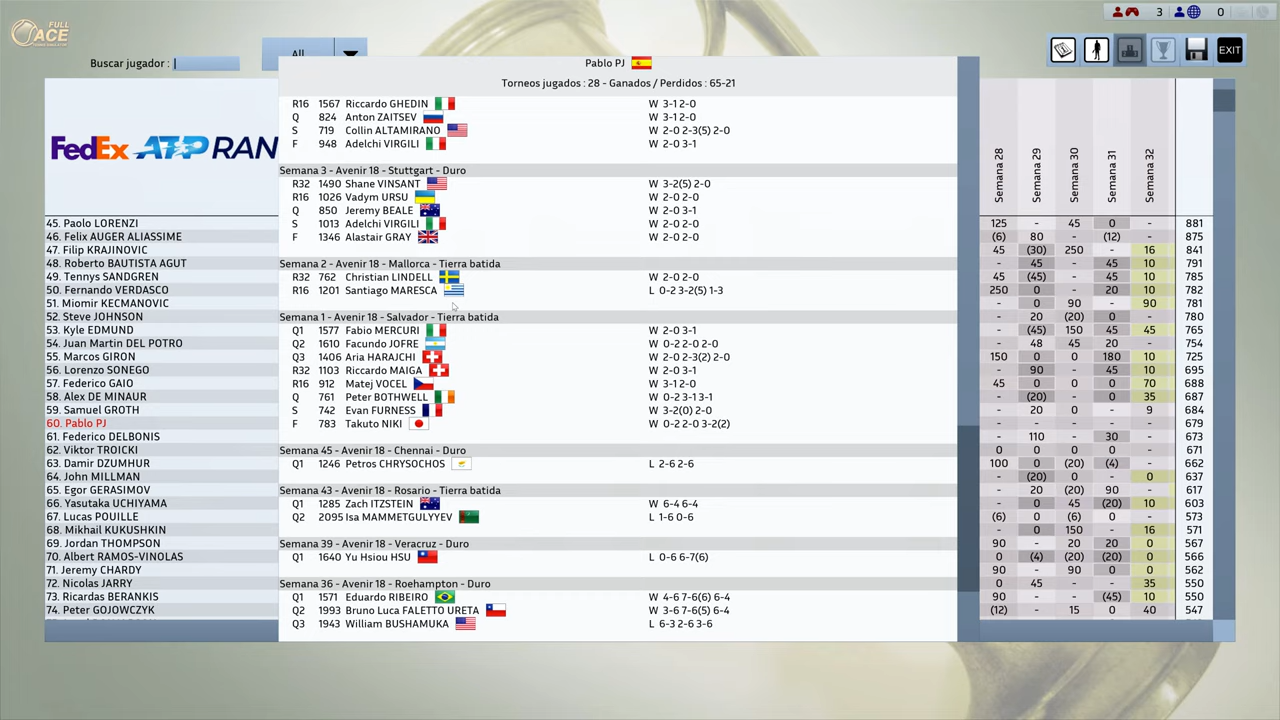 FULL
ACE
3
0
Buscar jugador :
All
EXIT
Pablo PJ
Torneos jugados : 28 - Ganados / Perdidos : 65-21
FedEx ATP RAN
Semana 28
Semana 29
Semana 30
Semana 31
Semana 32
R16 1567 Riccardo GHEDIN W 3-1 2-0
Q 824 Anton ZAITSEV W 3-1 2-0
S 719 Collin ALTAMIRANO W 2-0 2-3(5) 2-0
F 948 Adelchi VIRGILI W 2-0 3-1
Semana 3 - Avenir 18 - Stuttgart - Duro
R32 1490 Shane VINSANT W 3-2(5) 2-0
R16 1026 Vadym URSU W 2-0 2-0
Q 850 Jeremy BEALE W 2-0 3-1
S 1013 Adelchi VIRGILI W 2-0 2-0
F 1346 Alastair GRAY W 2-0 2-0
Semana 2 - Mallorca - Tierra batida
R32 762 Christian LINDELL W 2-0 2-0
R16 1201 Santiago MARESCA L 0-2 3-2(5) 1-3
Semana 1 - Avenir 18 - Salvador - Tierra batida
Q1 1577 Fabio MERCURI W 2-0 3-1
Q2 1610 Facundo JOFRE W 0-2 2-0 2-0
Q3 1406 Aria HARAJCHI W 2-0 2-3(2) 2-0
R32 1103 Riccardo MAIGA W 2-0 3-1
R16 912 Matej VOCEL W 3-1 2-0
Q 761 Peter BOTHWELL W 0-2 3-1 3-1
S 742 Evan FURNESS W 3-2(0) 2-0
F 783 Takuto NIKI W 0-2 2-0 3-2(2)
Semana 45 - Avenir 18 - Chennai - Duro
Q1 1246 Petros CHRYSOCHOS L 2-6 2-6
Semana 43 - Avenir 18 - Rosario - Tierra batida
Q1 1285 Zach ITZSTEIN W 6-4 6-4
Q2 2095 Isa MAMMETGULYYEV L 1-6 0-6
Semana 39 - Avenir 18 - Veracruz - Duro
Q1 1640 Yu Hsiou HSU L 0-6 6-7(6)
Semana 36 - Avenir 18 - Roehampton - Duro
Q1 1571 Eduardo RIBEIRO W 4-6 7-6(6) 6-4
Q2 1993 Bruno Luca FALETTO URETA W 3-6 7-6(5) 6-4
Q3 1943 William BUSHAMUKA L 6-3 2-6 3-6
45. Paolo LORENZI 125 - 45 0 - 881
46. Felix AUGER ALIASSIME (6) 80 - (12) - 875
47. Filip KRAJINOVIC 45 (30) 250 - 16 841
48. Roberto BAUTISTA AGUT - 45 - 45 10 791
49. Tennys SANDGREN 45 (45) - 45 10 785
50. Fernando VERDASCO 250 0 - 20 10 782
51. Miomir KECMANOVIC - 0 90 - 90 781
52. Steve JOHNSON - 20 (20) - - 780
53. Kyle EDMUND - (45) 150 45 45 765
54. Juan Martin DEL POTRO - 48 45 20 - 754
55. Marcos GIRON 150 0 0 180 10 725
56. Lorenzo SONEGO - 90 - 45 10 695
57. Federico GAIO 45 0 0 0 70 688
58. Alex DE MINAUR - (20) - 0 35 687
59. Samuel GROTH - 20 0 - 9 684
60. Pablo PJ - - - - - 679
61. Federico DELBONIS - 110 - 30 - 673
62. Viktor TROICKI 0 0 0 0 0 671
63. Damir DZUMHUR 100 0 (20) (4) - 662
64. John MILLMAN - (20) - - 0 637
65. Egor GERASIMOV - 20 (20) 90 - 617
66. Yasutaka UCHIYAMA - 0 45 (20) 10 603
67. Lucas POUILLE (6) 0 (6) 0 - 573
68. Mikhail KUKUSHKIN - 0 150 - 16 571
69. Jordan THOMPSON 90 - 20 20 0 567
70. Albert RAMOS-VINOLAS 0 (4) (20) (20) 0 566
71. Jeremy CHARDY 90 - 90 0 0 562
72. Nicolas JARRY 0 45 - - 35 550
73. Ricardas BERANKIS 90 - - (45) 10 550
74. Peter GOJOWCZYK (12) - 15 0 40 547